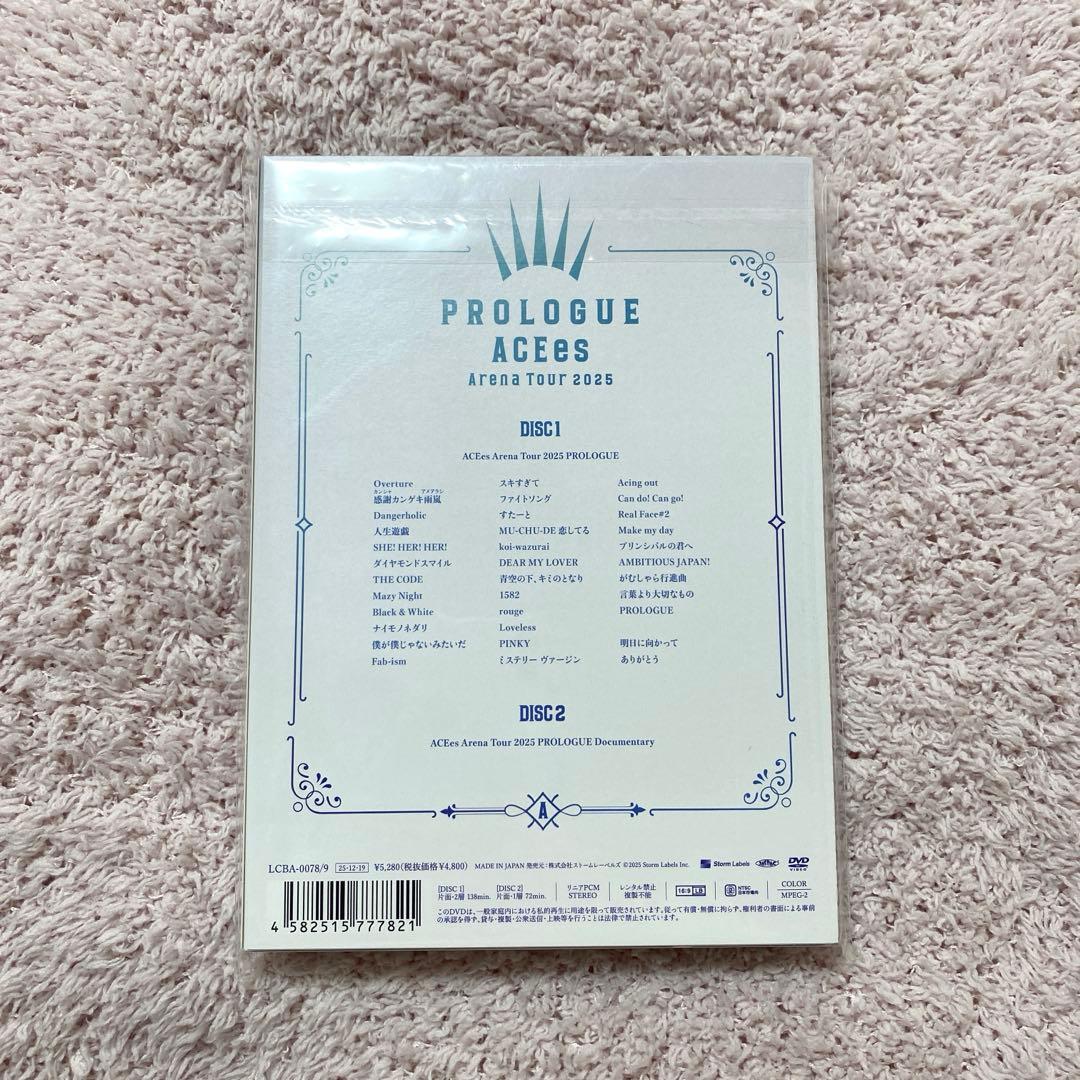 PROLOGUE
ACEes
Arena Tour 2025
DISC 1
ACEes Arena Tour 2025 PROLOGUE
Overture
カンシャ アメアラシ
感謝カンゲキ雨嵐
Dangerholic
人生遊戯
SHE! HER! HER!
ダイヤモンドスマイル
THE CODE
Mazy Night
Black & White
ナイモノネダリ
僕が僕じゃないみたいだ
Fab-ism
スキすぎて
ファイトソング
すたーと
MU-CHU-DE 恋してる
koi-wazurai
DEAR MY LOVER
青空の下、キミのとなり
1582
rouge
Loveless
PINKY
ミステリー ヴァージン
Acing out
Can do! Can go!
Real Face#2
Make my day
プリンシパルの君へ
AMBITIOUS JAPAN!
がむしゃら行進曲
言葉より大切なもの
PROLOGUE
明日に向かって
ありがとう
DISC 2
ACEes Arena Tour 2025 PROLOGUE Documentary
A
LCBA-0078/9 25-12-19 ¥5,280(税抜価格¥4,800) MADE IN JAPAN 発売元:株式会社ストームレーベルズ ©2025 Storm Labels Inc. Storm Labels DVD VIDEO
[DISC 1] 片面・2層 138min. [DISC 2] 片面・1層 72min. リニアPCM STEREO レンタル禁止 複製不能 16:9 LB 2 NTSC 日本市場向 COLOR MPEG-2
このDVDは、一般家庭内における私的再生に用途を限って販売されています。従って有償・無償に拘らず、権利者の書面による事前
の承認を得ず、貸与・複製・公衆送信・上映等を行うことは法律で禁止されています。
4 582515 777821